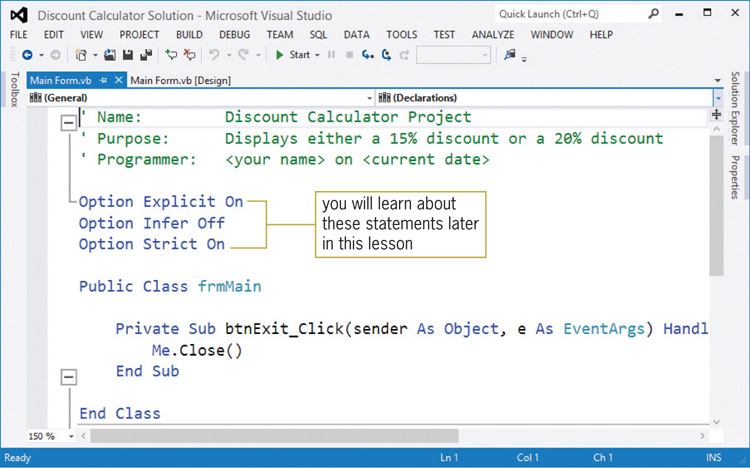 Discount Calculator Solution - Microsoft Visual Studio
Quick Launch (Ctrl+Q)
FILE EDIT VIEW PROJECT BUILD DEBUG TEAM SQL DATA TOOLS TEST ANALYZE WINDOW HELP
Start
Toolbox
Main Form.vb
Main Form.vb [Design]
(General)
(Declarations)
Solution Explorer
Properties
' Name: Discount Calculator Project
' Purpose: Displays either a 15% discount or a 20% discount
' Programmer: <your name> on <current date>
Option Explicit On
Option Infer Off
Option Strict On
you will learn about
these statements later
in this lesson
Public Class frmMain
Private Sub btnExit_Click(sender As Object, e As EventArgs) Handl
Me.Close()
End Sub
End Class
150 %
Ready Ln 1 Col 1 Ch 1 INS